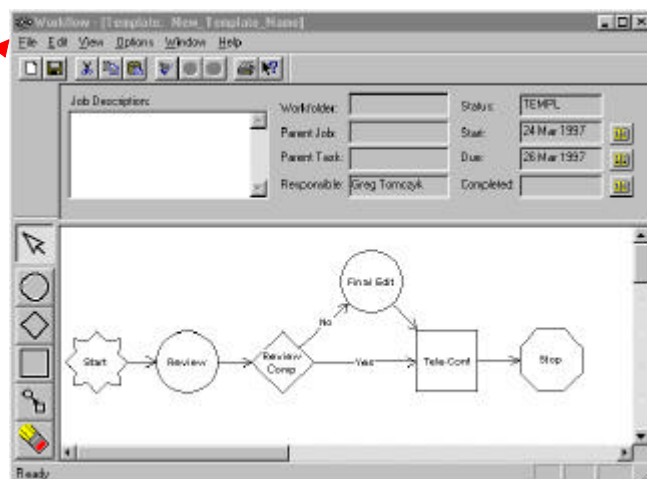 Workflow - [Template: New_Template_Name]
File Edit View Options Window Help
Job Description:
Workfolder:
Status: TEMPL
Parent Job:
Start: 24 Mar 1997
Parent Task:
Due: 26 Mar 1997
Responsible: Greg Tomczyk
Completed:
Final Edit
No
Start
Review
Review
Comp
Yes
Tele-Conf
Stop
Ready